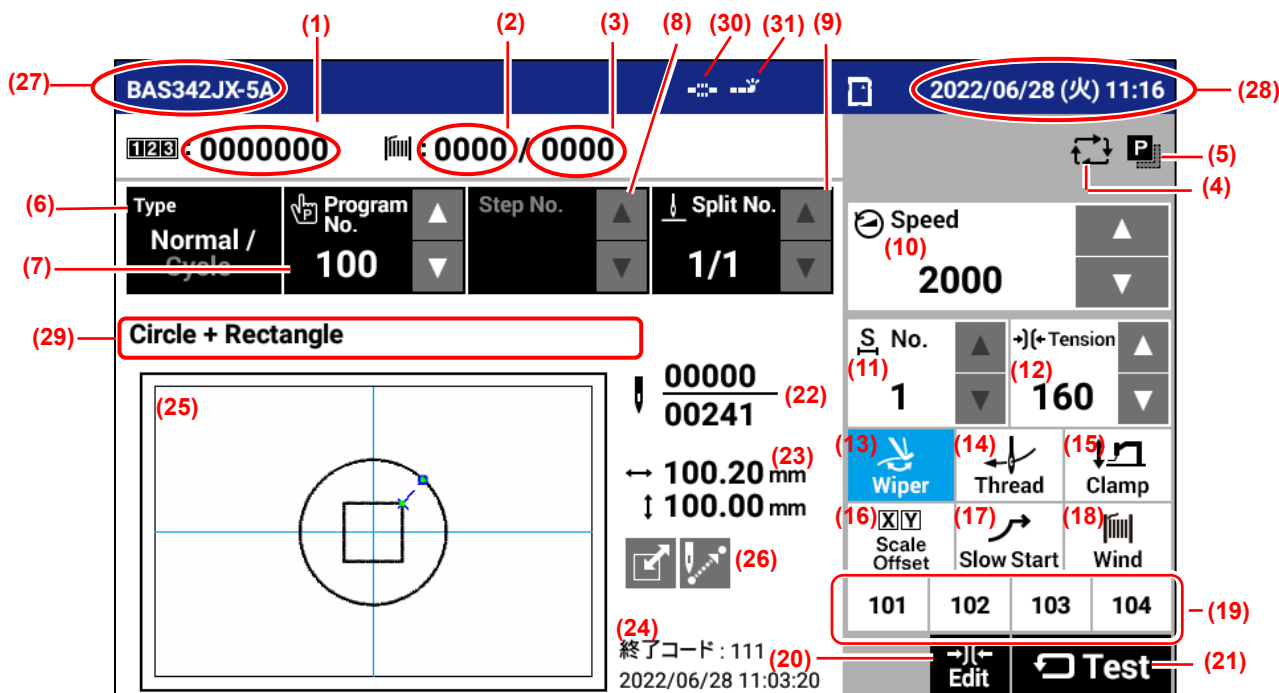 (1) (2) (3) (8) (30) (31) (9)
(27) BAS342JX-5A 2022/06/28 (火) 11:16 (28)
123 : 0000000 : 0000 / 0000
P (5)
(4)
(6) Type Program No. Step No. Split No. Speed
(10)
Normal /
(7) Cycle 100 1/1 2000
(29) Circle + Rectangle
S No. Tension
(11) (12)
1 160
(25)
00000
00241 (22)
(23)
100.20 mm
100.00 mm
(13) (14) (15)
Wiper Thread Clamp
(16) X Y (17) (18)
Scale Offset Slow Start Wind
(26)
101 102 103 104 (19)
(24)
終了コード : 111
2022/06/28 11:03:20
(20) Edit Test (21)